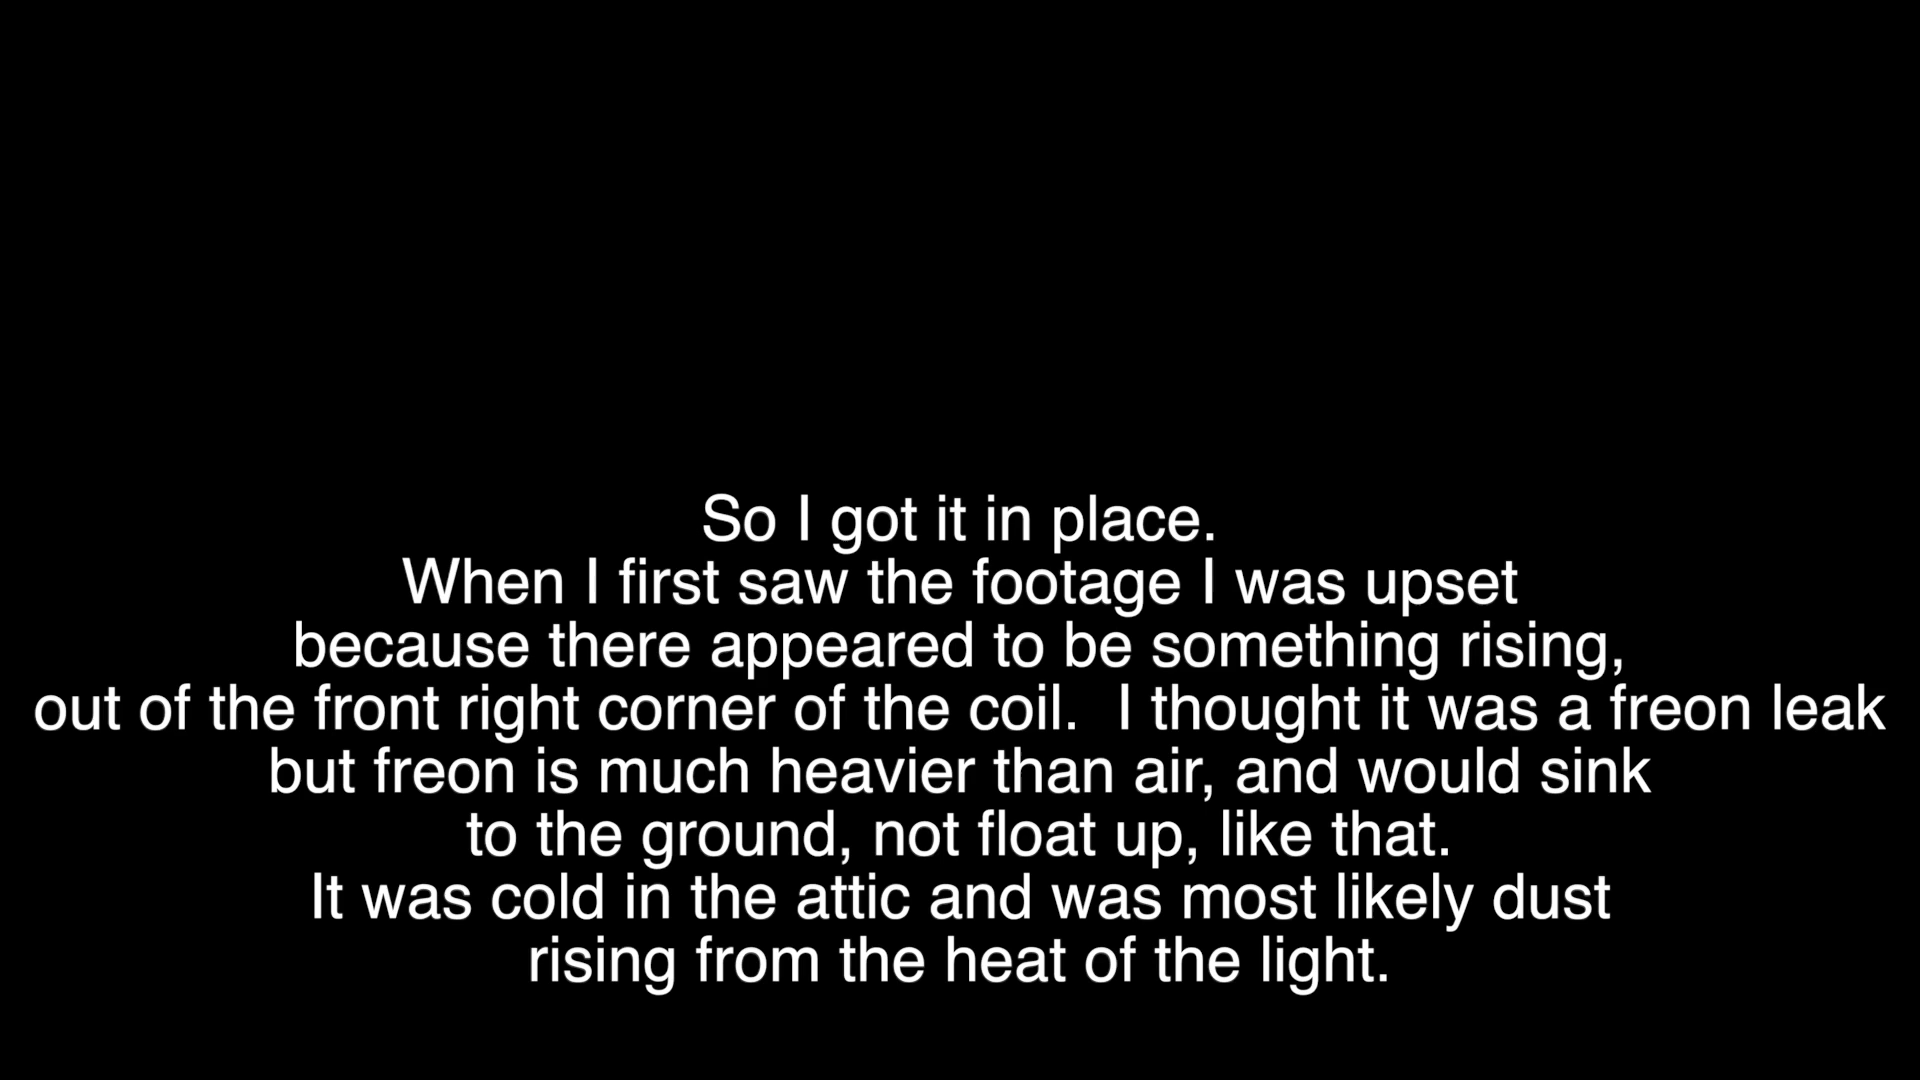 So I got it in place.
When I first saw the footage I was upset
because there appeared to be something rising,
out of the front right corner of the coil.  I thought it was a freon leak
but freon is much heavier than air, and would sink
to the ground, not float up, like that.
It was cold in the attic and was most likely dust
rising from the heat of the light.